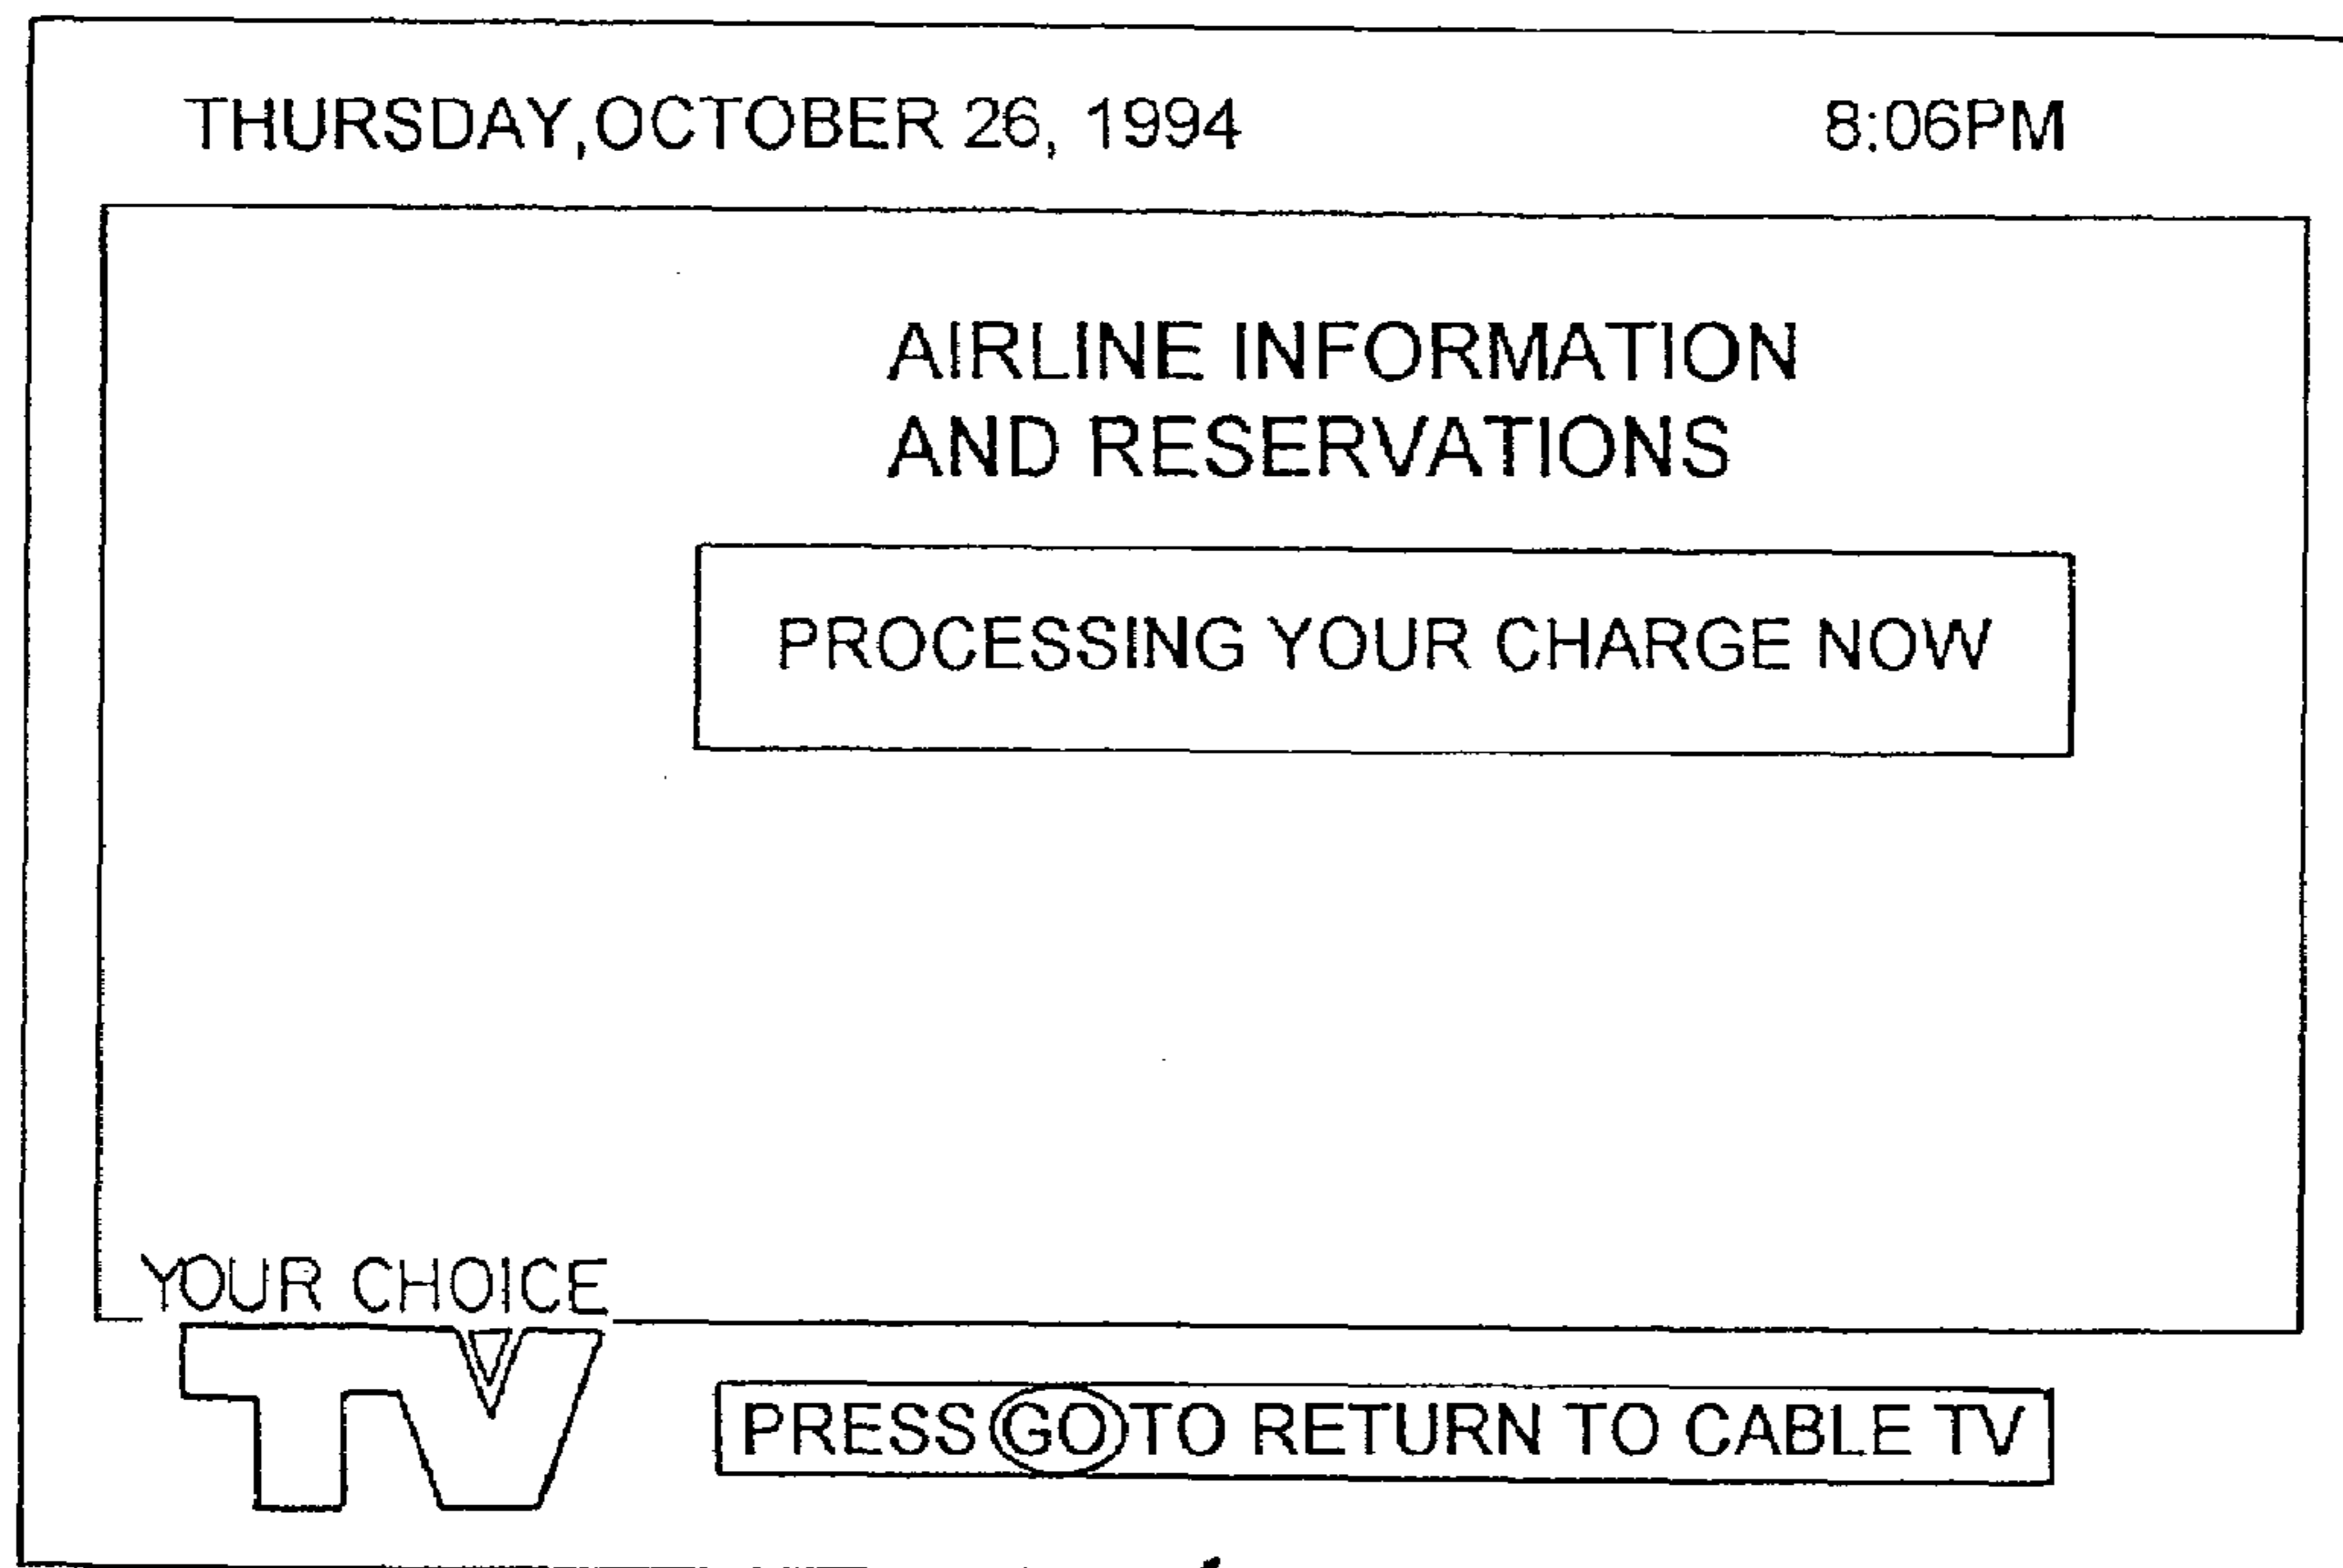 THURSDAY,OCTOBER 26, 1994 8:06PM
AIRLINE INFORMATION
AND RESERVATIONS
PROCESSING YOUR CHARGE NOW
YOUR CHOICE
TV
PRESS GO TO RETURN TO CABLE TV